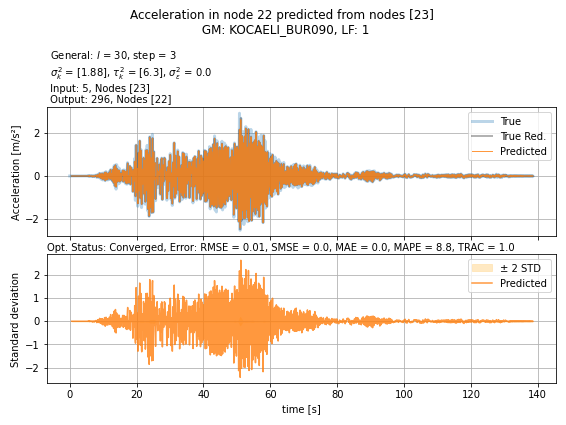 Acceleration in node 22 predicted from nodes [23]
GM: KOCAELI_BUR090, LF: 1
General: l = 30, step = 3
σ²ₖ = [1.88], τ²ₖ = [6.3], σ²ε = 0.0
Input: 5, Nodes [23]
Output: 296, Nodes [22]
Acceleration [m/s²]
2
0
−2
True
True Red.
Predicted
Opt. Status: Converged, Error: RMSE = 0.01, SMSE = 0.0, MAE = 0.0, MAPE = 8.8, TRAC = 1.0
Standard deviation
2
1
0
−1
−2
± 2 STD
Predicted
0 20 40 60 80 100 120 140
time [s]